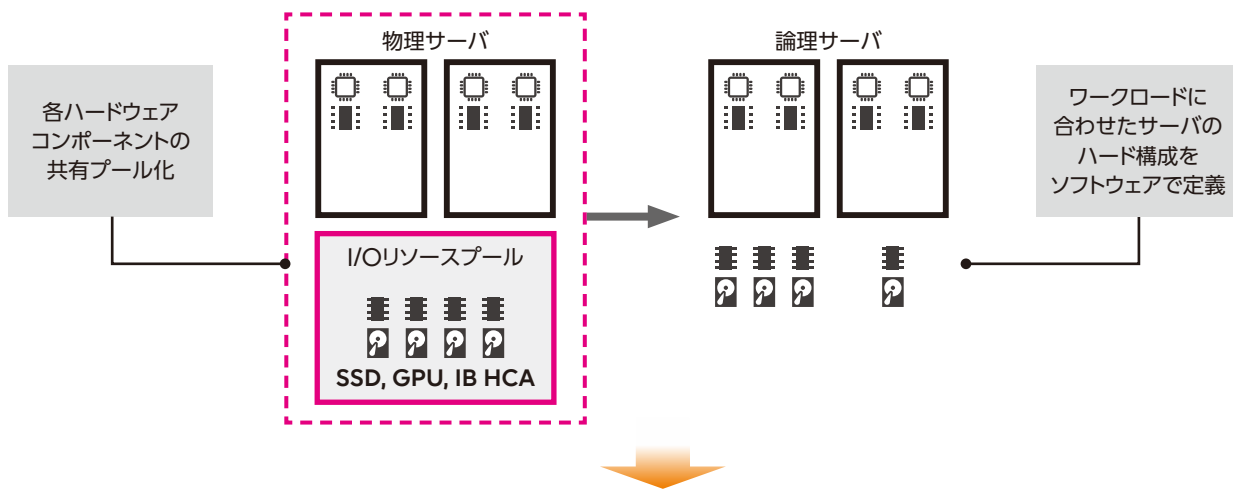 物理サーバ
論理サーバ
各ハードウェア
コンポーネントの
共有プール化
ワークロードに
合わせたサーバの
ハード構成を
ソフトウェアで定義
I/Oリソースプール
SSD, GPU, IB HCA